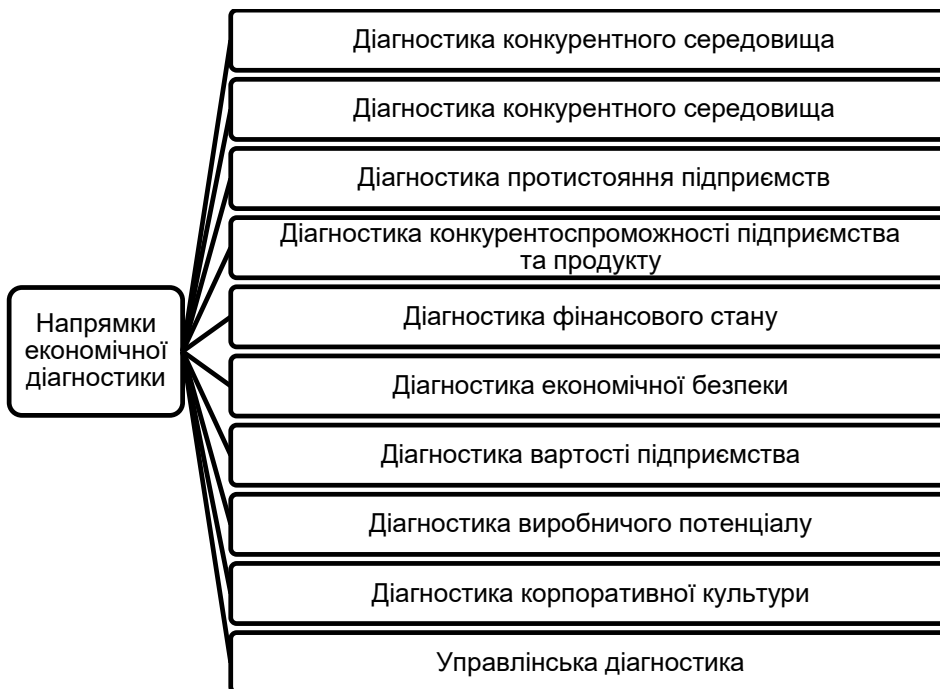 Діагностика конкурентного середовища
Діагностика конкурентного середовища
Діагностика протистояння підприємств
Діагностика конкурентоспроможності підприємства
та продукту
Напрямки
економічної
діагностики
Діагностика фінансового стану
Діагностика економічної безпеки
Діагностика вартості підприємства
Діагностика виробничого потенціалу
Діагностика корпоративної культури
Управлінська діагностика